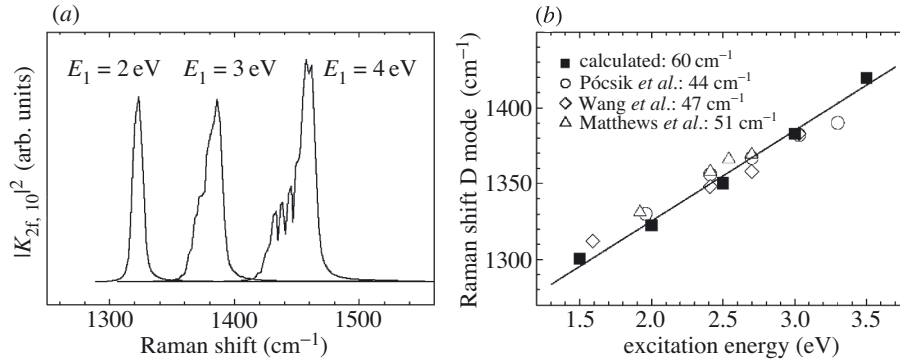 (a)
E₁ = 2 eV E₁ = 3 eV E₁ = 4 eV
|K₂f, ₁₀|² (arb. units)
1300 1400 1500
Raman shift (cm⁻¹)
(b)
calculated: 60 cm⁻¹
Pócsik et al.: 44 cm⁻¹
Wang et al.: 47 cm⁻¹
Matthews et al.: 51 cm⁻¹
Raman shift D mode (cm⁻¹)
1400
1350
1300
1.5 2.0 2.5 3.0 3.5
excitation energy (eV)